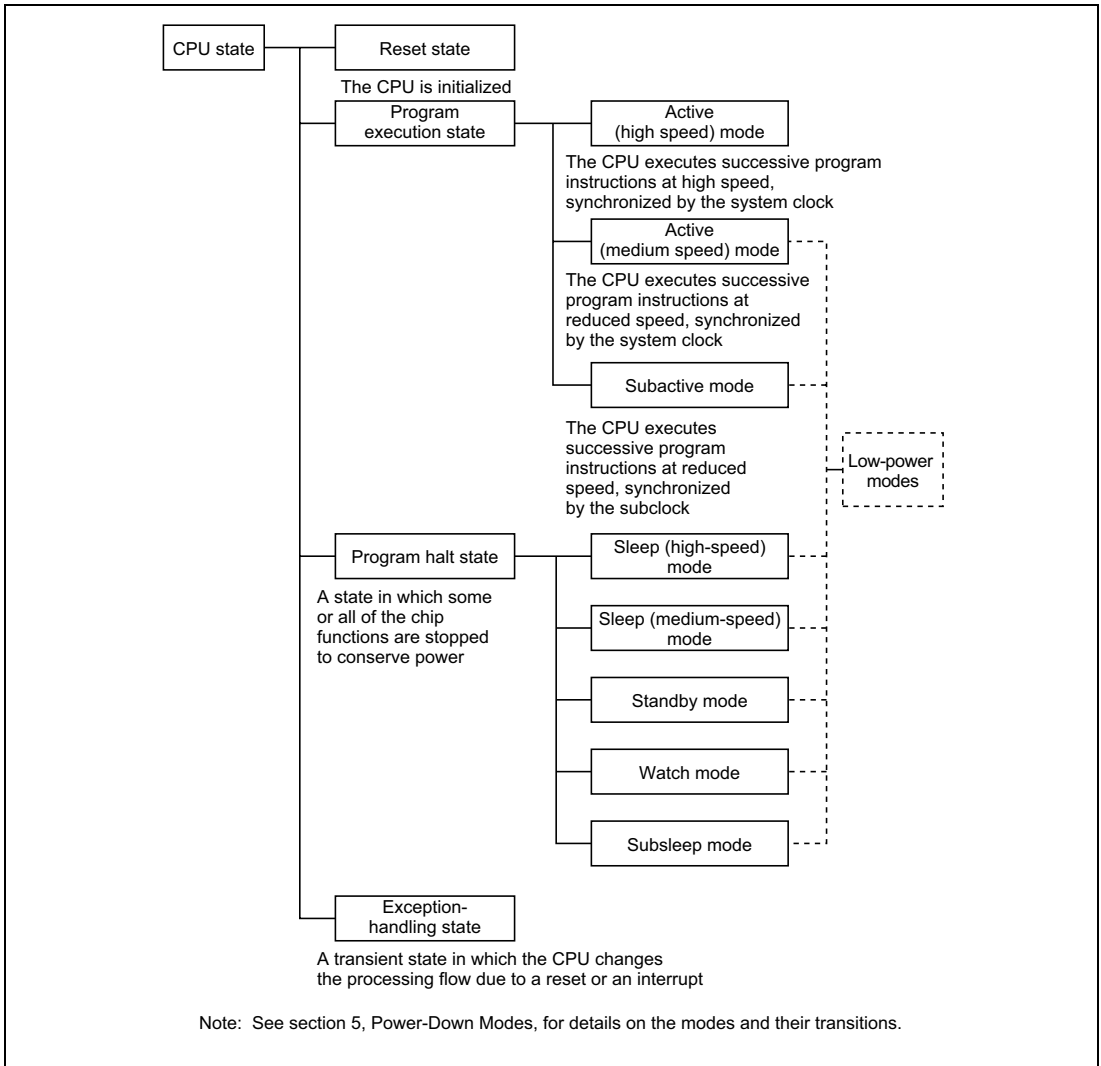 CPU state
Reset state
The CPU is initialized
Program
execution state
Active
(high speed) mode
The CPU executes successive program
instructions at high speed,
synchronized by the system clock
Active
(medium speed) mode
The CPU executes successive
program instructions at
reduced speed, synchronized
by the system clock
Subactive mode
The CPU executes
successive program
instructions at reduced
speed, synchronized
by the subclock
Low-power
modes
Program halt state
A state in which some
or all of the chip
functions are stopped
to conserve power
Sleep (high-speed)
mode
Sleep (medium-speed)
mode
Standby mode
Watch mode
Subsleep mode
Exception-
handling state
A transient state in which the CPU changes
the processing flow due to a reset or an interrupt
Note: See section 5, Power-Down Modes, for details on the modes and their transitions.